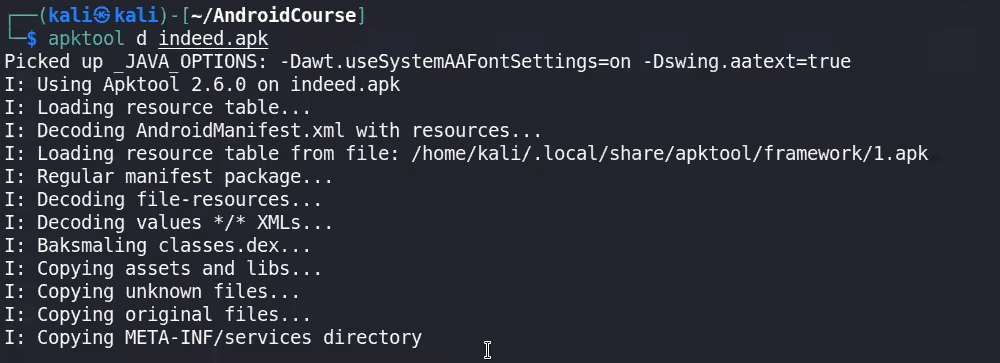 ┌──(kali㉿kali)-[~/AndroidCourse]
└─$ apktool d indeed.apk
Picked up _JAVA_OPTIONS: -Dawt.useSystemAAFontSettings=on -Dswing.aatext=true
I: Using Apktool 2.6.0 on indeed.apk
I: Loading resource table...
I: Decoding AndroidManifest.xml with resources...
I: Loading resource table from file: /home/kali/.local/share/apktool/framework/1.apk
I: Regular manifest package...
I: Decoding file-resources...
I: Decoding values */* XMLs...
I: Baksmaling classes.dex...
I: Copying assets and libs...
I: Copying unknown files...
I: Copying original files...
I: Copying META-INF/services directory